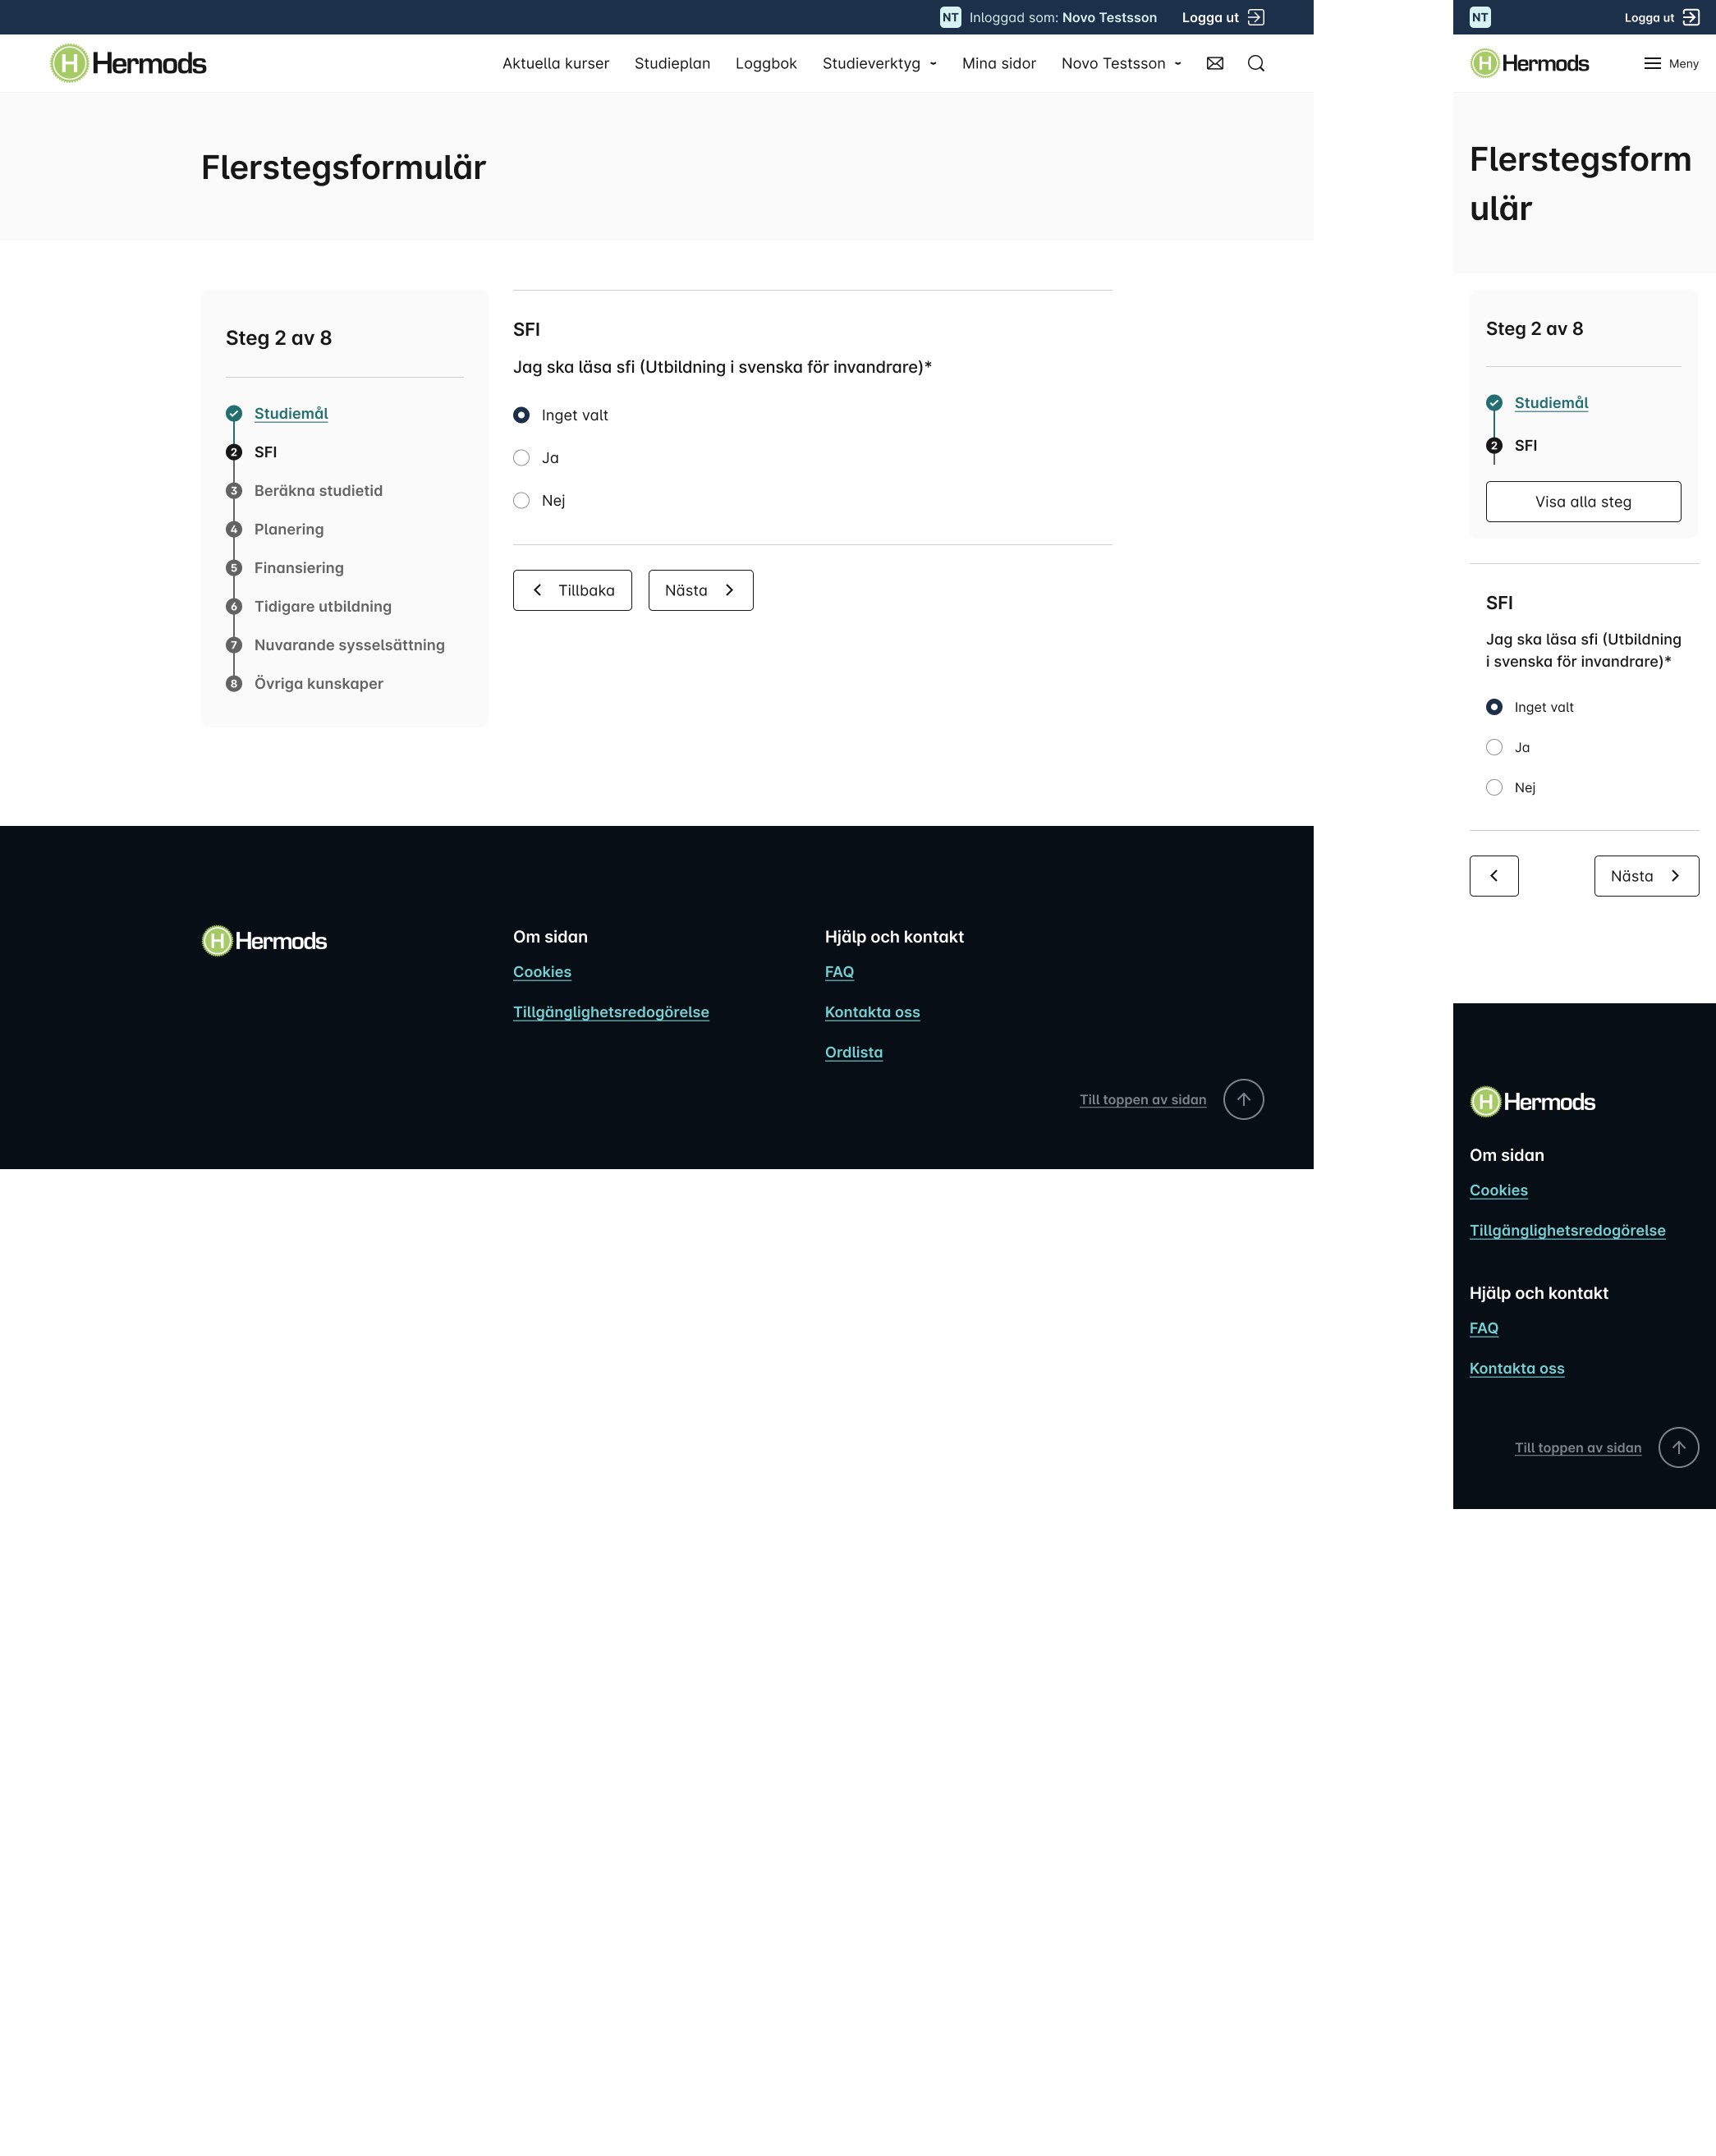 NT Inloggad som: Novo Testsson Logga ut
Hermods Aktuella kurser Studieplan Loggbok Studieverktyg Mina sidor Novo Testsson
Flerstegsformulär
Steg 2 av 8
Studiemål
2 SFI
3 Beräkna studietid
4 Planering
5 Finansiering
6 Tidigare utbildning
7 Nuvarande sysselsättning
8 Övriga kunskaper
SFI
Jag ska läsa sfi (Utbildning i svenska för invandrare)*
Inget valt
Ja
Nej
Tillbaka Nästa
Hermods
Om sidan
Cookies
Tillgänglighetsredogörelse
Hjälp och kontakt
FAQ
Kontakta oss
Ordlista
Till toppen av sidan
NT Logga ut
Hermods Meny
Flerstegsform
ulär
Steg 2 av 8
Studiemål
2 SFI
Visa alla steg
SFI
Jag ska läsa sfi (Utbildning
i svenska för invandrare)*
Inget valt
Ja
Nej
Nästa
Hermods
Om sidan
Cookies
Tillgänglighetsredogörelse
Hjälp och kontakt
FAQ
Kontakta oss
Till toppen av sidan